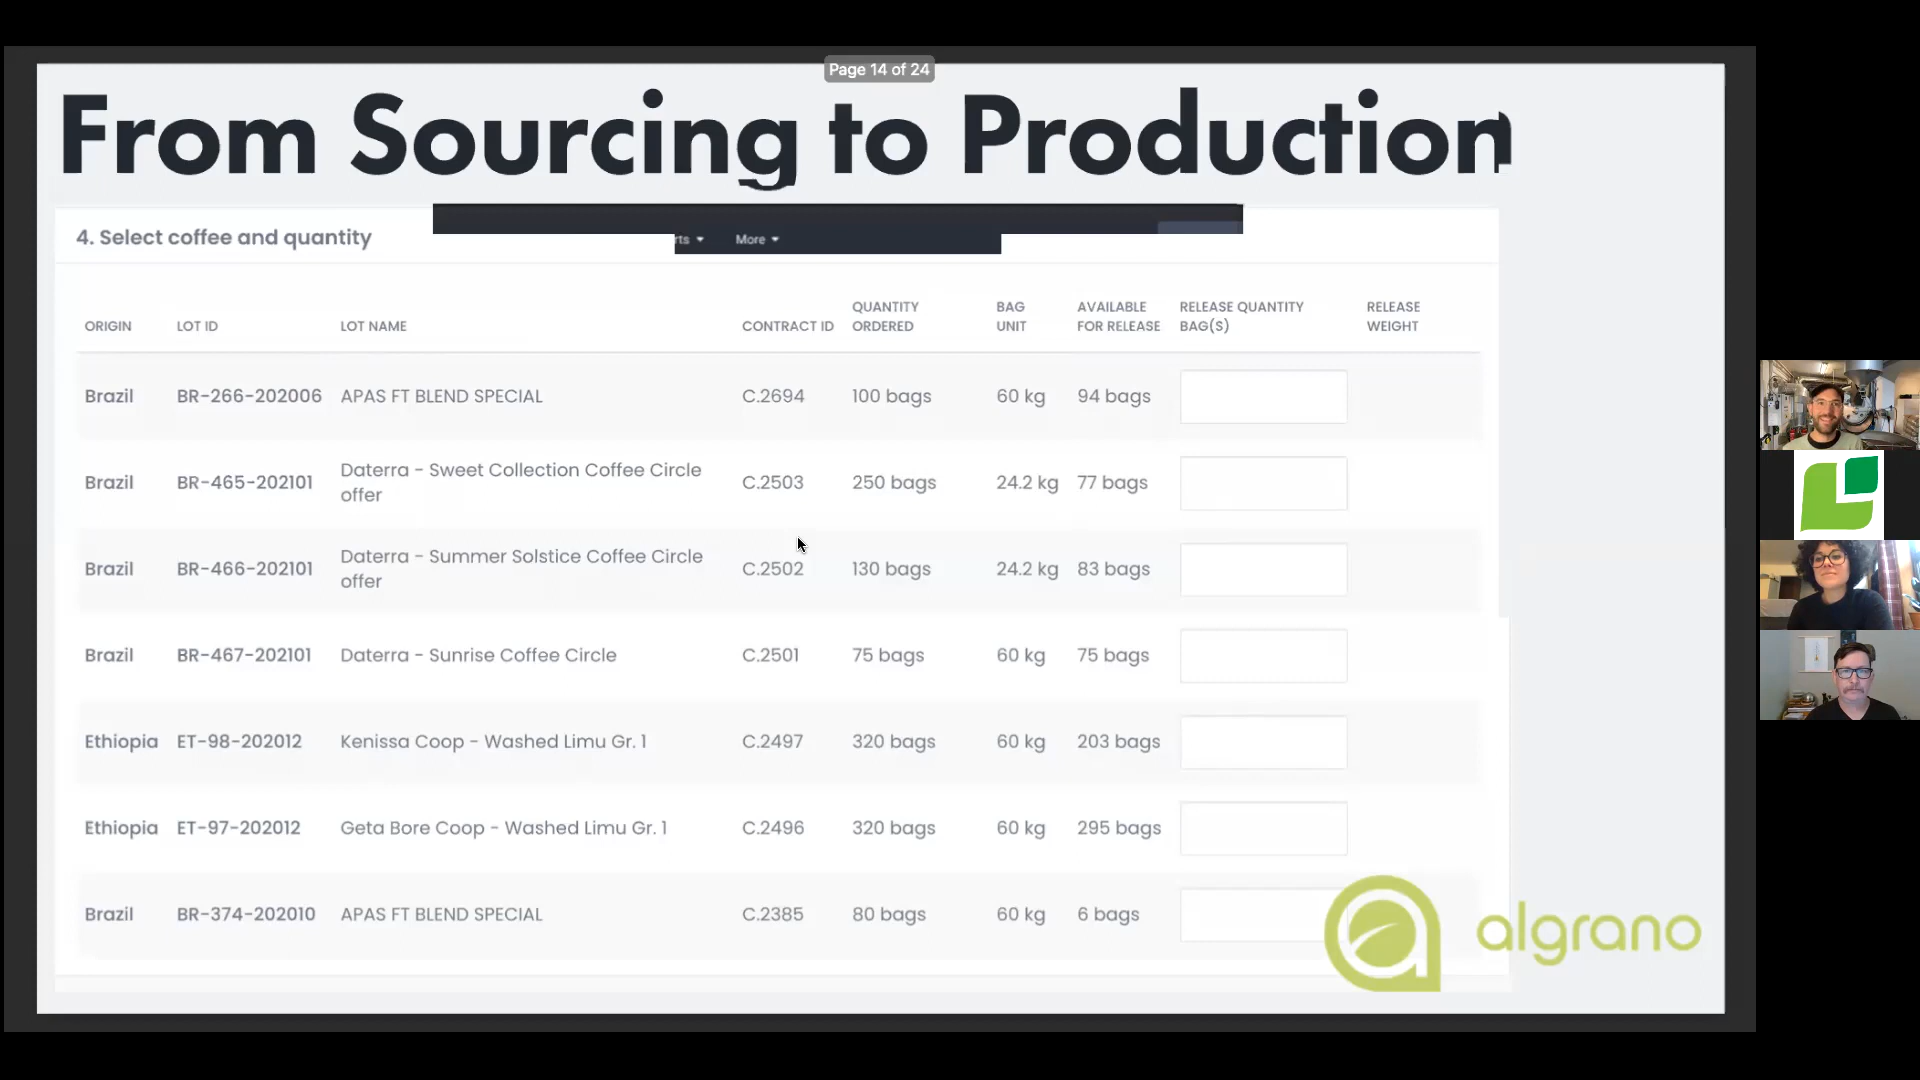 Page 14 of 24
From Sourcing to Production
4. Select coffee and quantity
More
ORIGIN LOT ID LOT NAME CONTRACT ID QUANTITY ORDERED BAG UNIT AVAILABLE FOR RELEASE RELEASE QUANTITY BAG(S) RELEASE WEIGHT
Brazil BR-266-202006 APAS FT BLEND SPECIAL C.2694 100 bags 60 kg 94 bags
Brazil BR-465-202101 Daterra - Sweet Collection Coffee Circle offer C.2503 250 bags 24.2 kg 77 bags
Brazil BR-466-202101 Daterra - Summer Solstice Coffee Circle offer C.2502 130 bags 24.2 kg 83 bags
Brazil BR-467-202101 Daterra - Sunrise Coffee Circle C.2501 75 bags 60 kg 75 bags
Ethiopia ET-98-202012 Kenissa Coop - Washed Limu Gr. 1 C.2497 320 bags 60 kg 203 bags
Ethiopia ET-97-202012 Geta Bore Coop - Washed Limu Gr. 1 C.2496 320 bags 60 kg 295 bags
Brazil BR-374-202010 APAS FT BLEND SPECIAL C.2385 80 bags 60 kg 6 bags
algrano